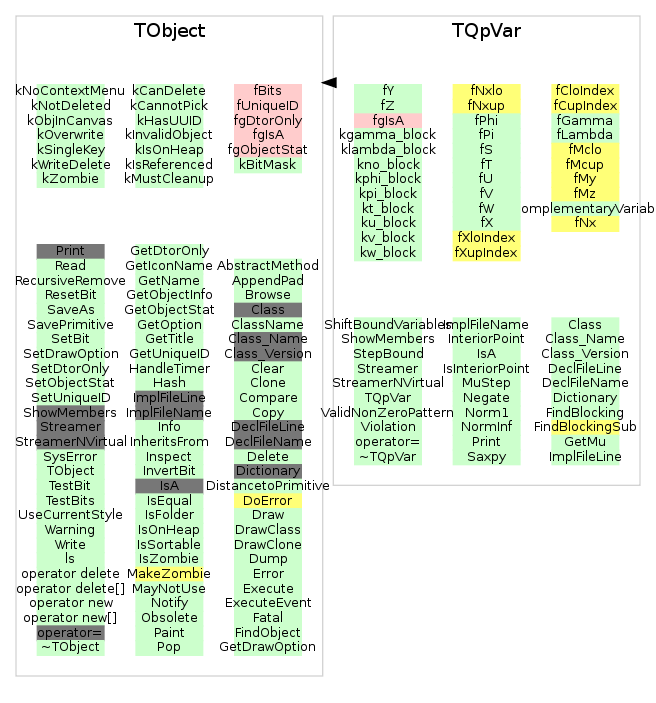 TObject
kNoContextMenu
kNotDeleted
kObjInCanvas
kOverwrite
kSingleKey
kWriteDelete
kZombie
kCanDelete
kCannotPick
kHasUUID
kInvalidObject
kIsOnHeap
kIsReferenced
kMustCleanup
fBits
fUniqueID
fgDtorOnly
fgIsA
fgObjectStat
kBitMask
Print
Read
RecursiveRemove
ResetBit
SaveAs
SavePrimitive
SetBit
SetDrawOption
SetDtorOnly
SetObjectStat
SetUniqueID
ShowMembers
Streamer
StreamerNVirtual
SysError
TObject
TestBit
TestBits
UseCurrentStyle
Warning
Write
ls
operator delete
operator delete[]
operator new
operator new[]
operator=
~TObject
GetDtorOnly
GetIconName
GetName
GetObjectInfo
GetObjectStat
GetOption
GetTitle
GetUniqueID
HandleTimer
Hash
ImplFileLine
ImplFileName
Info
InheritsFrom
Inspect
InvertBit
IsA
IsEqual
IsFolder
IsOnHeap
IsSortable
IsZombie
MakeZombie
MayNotUse
Notify
Obsolete
Paint
Pop
AbstractMethod
AppendPad
Browse
Class
ClassName
Class_Name
Class_Version
Clear
Clone
Compare
Copy
DeclFileLine
DeclFileName
Delete
Dictionary
DistancetoPrimitive
DoError
Draw
DrawClass
DrawClone
Dump
Error
Execute
ExecuteEvent
Fatal
FindObject
GetDrawOption
TQpVar
fY
fZ
fgIsA
kgamma_block
klambda_block
kno_block
kphi_block
kpi_block
kt_block
ku_block
kv_block
kw_block
fNxlo
fNxup
fPhi
fPi
fS
fT
fU
fV
fW
fX
fXloIndex
fXupIndex
fCloIndex
fCupIndex
fGamma
fLambda
fMclo
fMcup
fMy
fMz
omplementaryVariab
fNx
ShiftBoundVariables
ShowMembers
StepBound
Streamer
StreamerNVirtual
TQpVar
ValidNonZeroPattern
Violation
operator=
~TQpVar
ImplFileName
InteriorPoint
IsA
IsInteriorPoint
MuStep
Negate
Norm1
NormInf
Print
Saxpy
Class
Class_Name
Class_Version
DeclFileLine
DeclFileName
Dictionary
FindBlocking
FindBlockingSub
GetMu
ImplFileLine